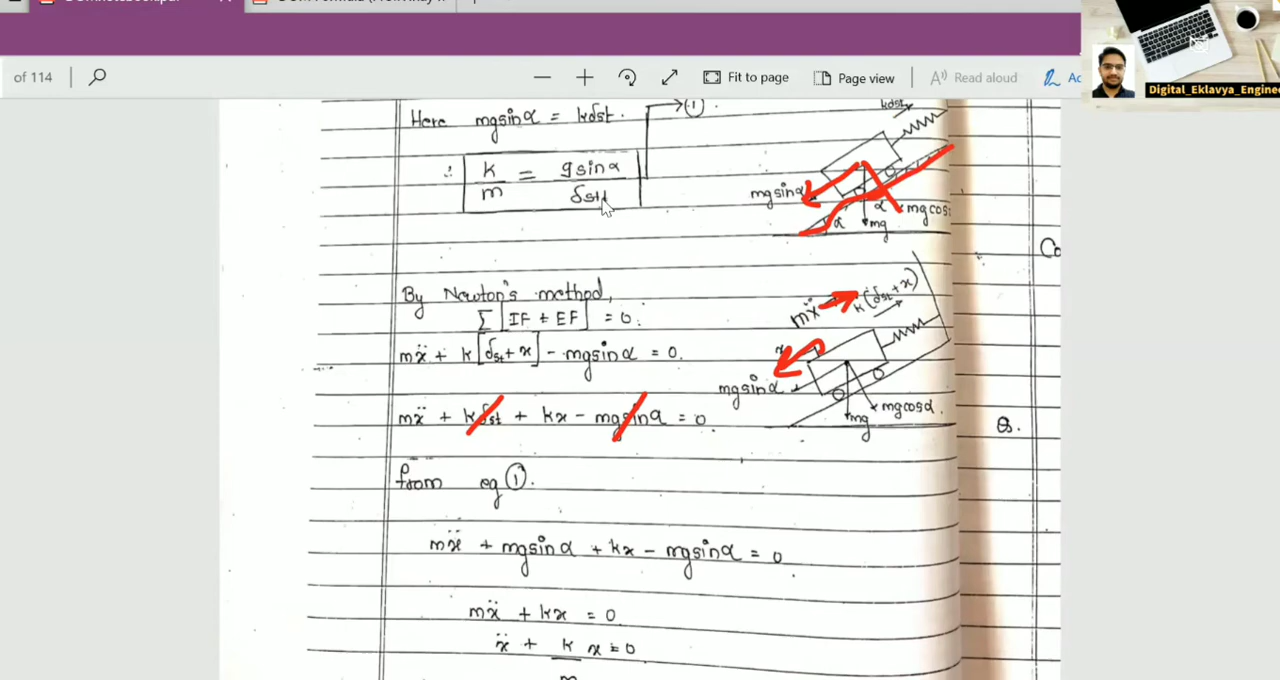 of 114
Fit to page
Page view
Read aloud
Digital_Eklavya_Engine
Here mgsinα = kδst. → ①.
∴ k/m = gsinα/δst
kδst
mgsinα
α
α
mgcos
mg
By Newton's method,
Σ [IF + EF] = 0.
mẍ + k[δst + x] - mgsinα = 0.
mẍ + kδst + kx - mgsinα = 0
mẍ
k(δst + x)
x
mgsinα
mgcosα.
mg
Q.
from eq ①.
mẍ + mgsinα + kx - mgsinα = 0
mẍ + kx = 0
ẍ + k x = 0
m